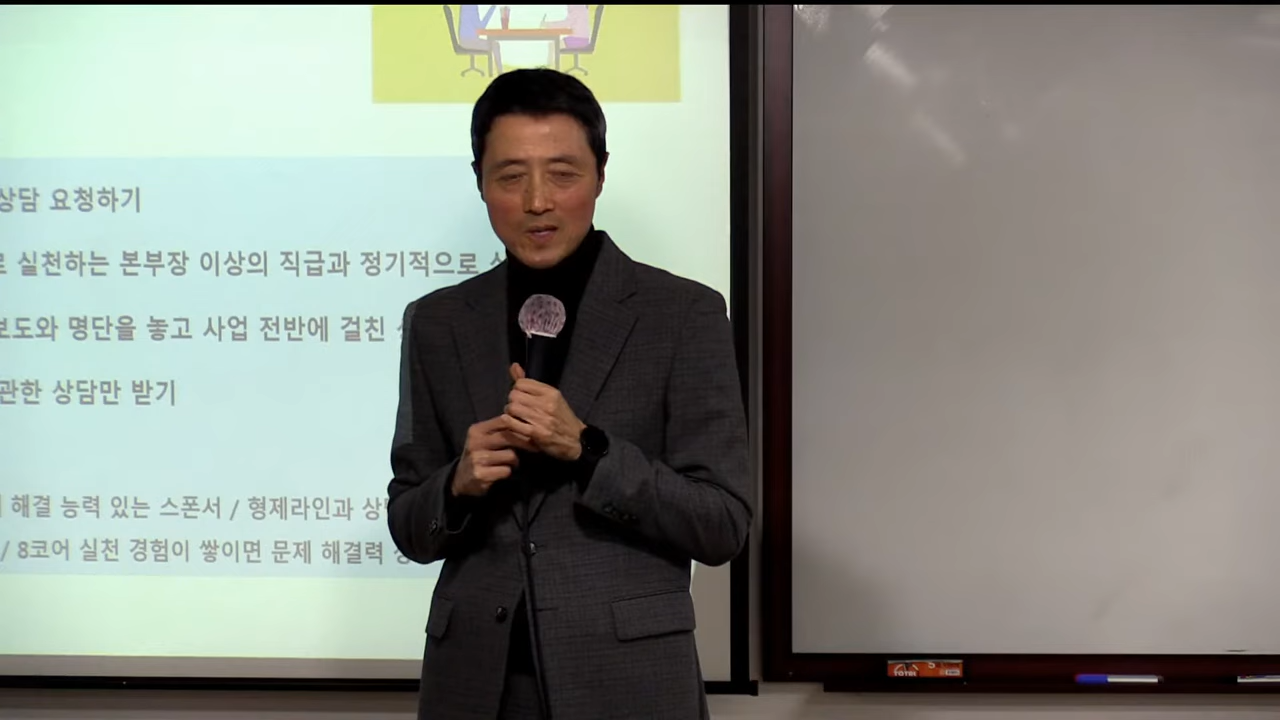 상담 요청하기
로 실천하는 본부장 이상의 직급과 정기적으로
보도와 명단을 놓고 사업 전반에 걸친
관한 상담만 받기
해결 능력 있는 스폰서 / 형제라인과
/ 8코어 실천 경험이 쌓이면 문제 해결력